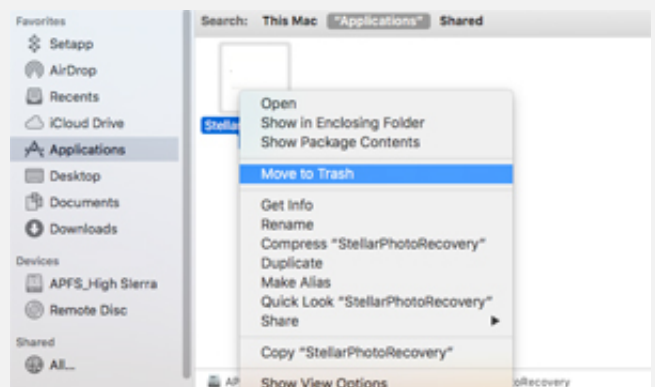 Favorites
Setapp
AirDrop
Recents
iCloud Drive
Applications
Desktop
Documents
Downloads
Devices
APFS_High Sierra
Remote Disc
Shared
All...
Search: This Mac "Applications" Shared
Stellar
Open
Show in Enclosing Folder
Show Package Contents
Move to Trash
Get Info
Rename
Compress "StellarPhotoRecovery"
Duplicate
Make Alias
Quick Look "StellarPhotoRecovery"
Share
Copy "StellarPhotoRecovery"
Show View Options
AP
oRecovery